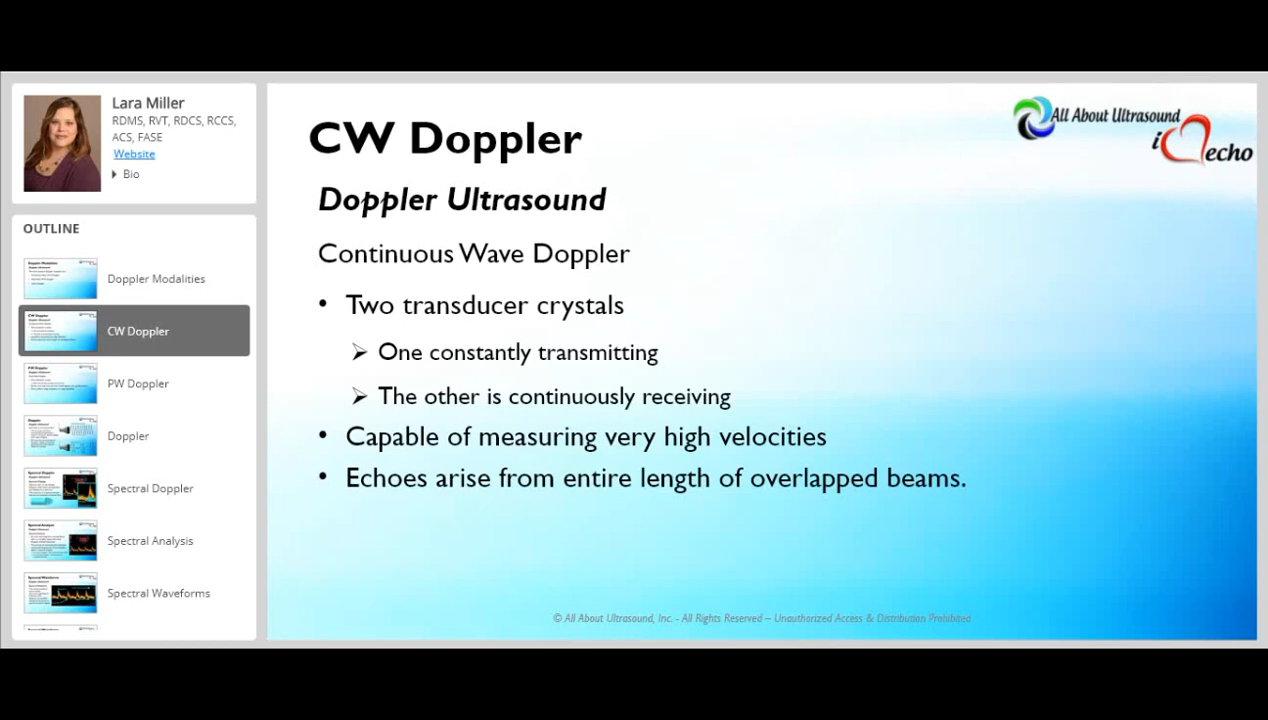 Lara Miller
RDMS, RVT, RDCS, RCCS,
ACS, FASE
Website
Bio
OUTLINE
Doppler Modalities
CW Doppler
PW Doppler
Doppler
Spectral Doppler
Spectral Analysis
Spectral Waveforms
All About Ultrasound
i echo
CW Doppler
Doppler Ultrasound
Continuous Wave Doppler
• Two transducer crystals
➢ One constantly transmitting
➢ The other is continuously receiving
• Capable of measuring very high velocities
• Echoes arise from entire length of overlapped beams.
© All About Ultrasound, Inc. - All Rights Reserved – Unauthorized Access & Distribution Prohibited